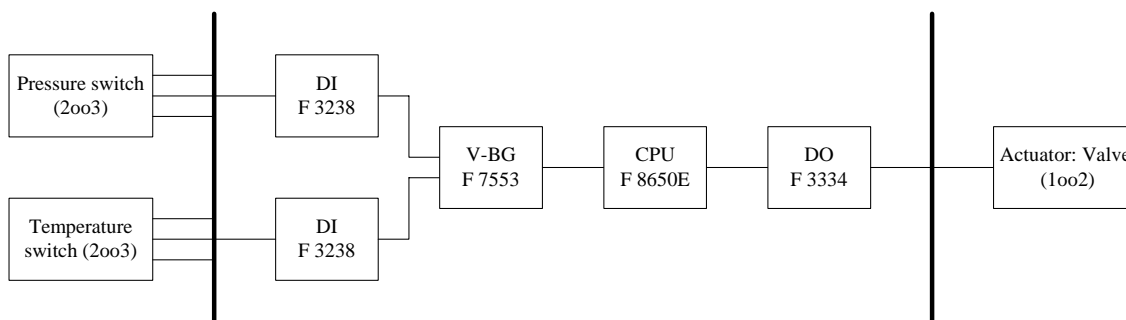 Pressure switch
(2oo3)
DI
F 3238
V-BG
F 7553
CPU
F 8650E
DO
F 3334
Actuator: Valve
(1oo2)
Temperature
switch (2oo3)
DI
F 3238